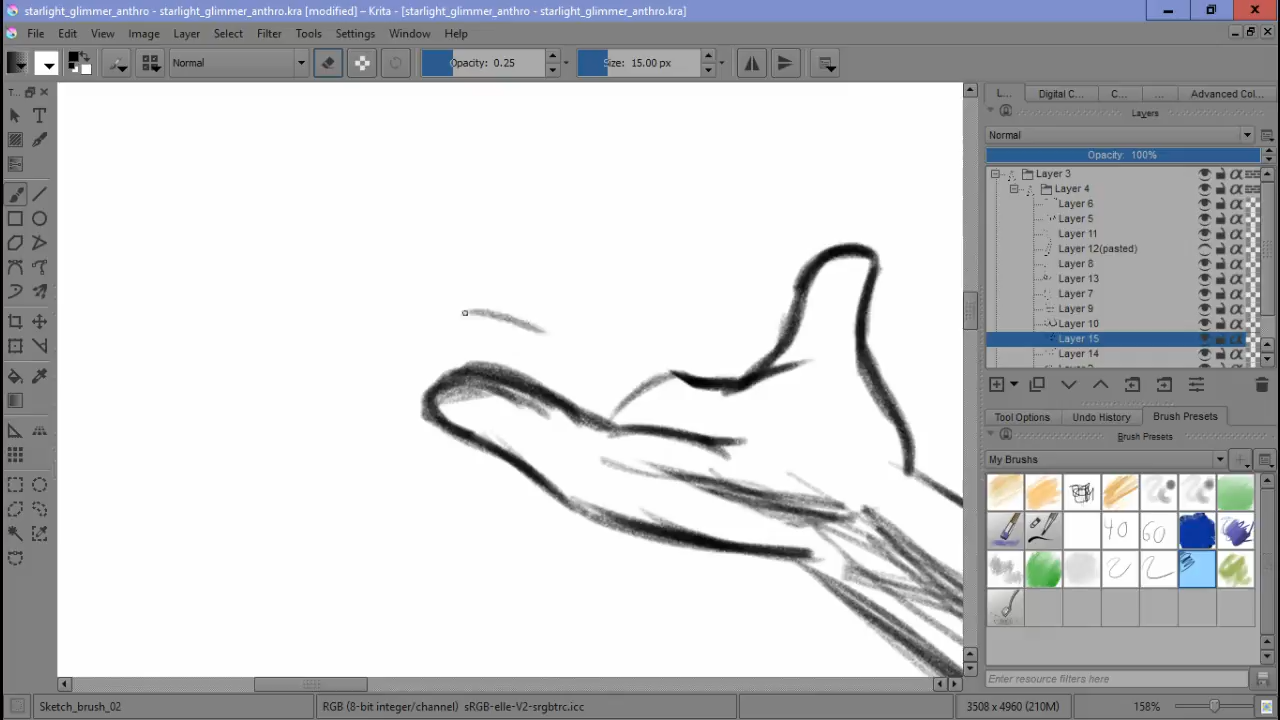 starlight_glimmer_anthro - starlight_glimmer_anthro.kra [modified] – Krita - [starlight_glimmer_anthro - starlight_glimmer_anthro.kra]
File Edit View Image Layer Select Filter Tools Settings Window Help
Normal Opacity: 0.25 Size: 15.00 px
T... L... Digital C... C... ... Advanced Col...
Layers
Normal
Opacity: 100%
Layer 3
Layer 4
Layer 6
Layer 5
Layer 11
Layer 12(pasted)
Layer 8
Layer 13
Layer 7
Layer 9
Layer 10
Layer 15
Layer 14
Tool Options Undo History Brush Presets
Brush Presets
My Brushs
40 60
Enter resource filters here
Sketch_brush_02 RGB (8-bit integer/channel) sRGB-elle-V2-srgbtrc.icc 3508 x 4960 (210M) 158%